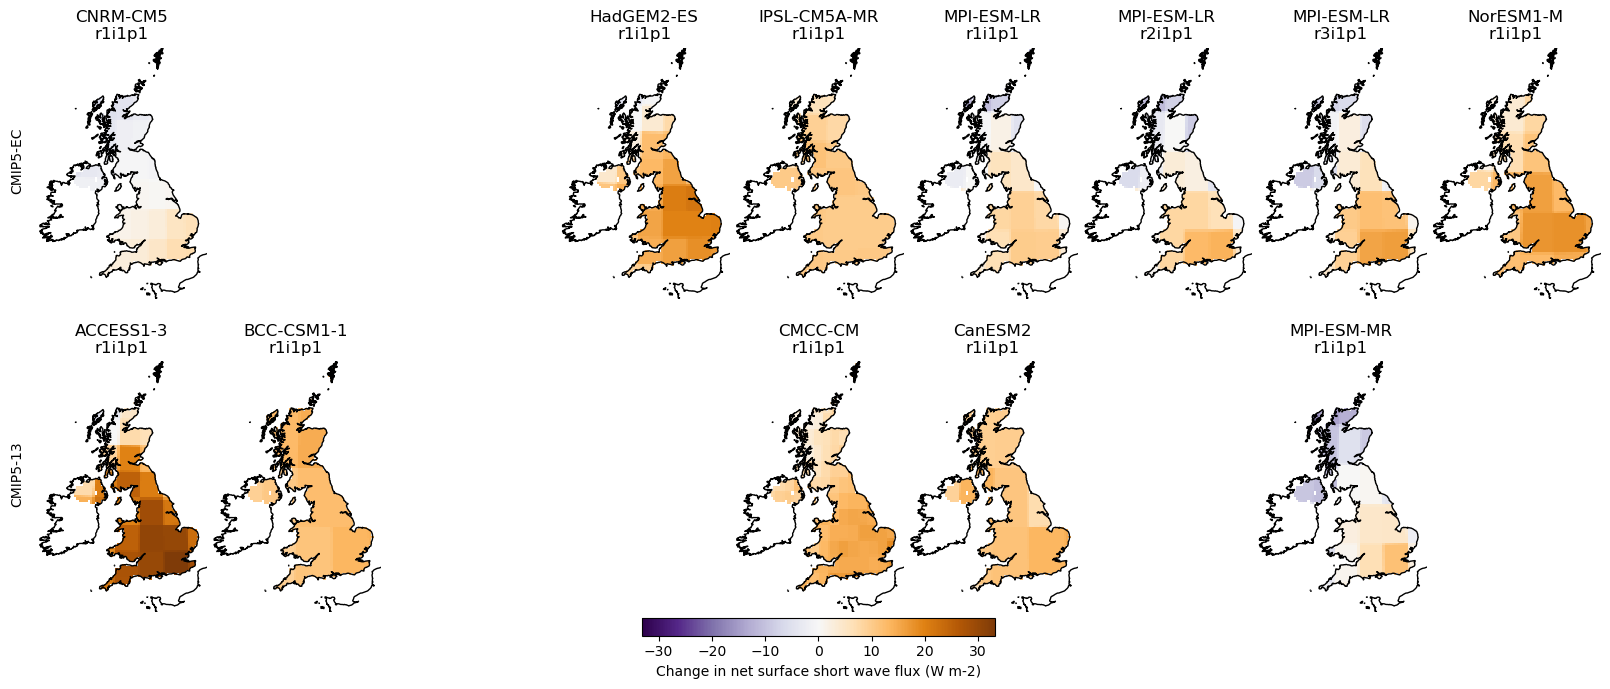 CNRM-CM5
r1i1p1
HadGEM2-ES
r1i1p1
IPSL-CM5A-MR
r1i1p1
MPI-ESM-LR
r1i1p1
MPI-ESM-LR
r2i1p1
MPI-ESM-LR
r3i1p1
NorESM1-M
r1i1p1
CMIP5-EC
ACCESS1-3
r1i1p1
BCC-CSM1-1
r1i1p1
CMCC-CM
r1i1p1
CanESM2
r1i1p1
MPI-ESM-MR
r1i1p1
CMIP5-13
−30 −20 −10 0 10 20 30
Change in net surface short wave flux (W m-2)